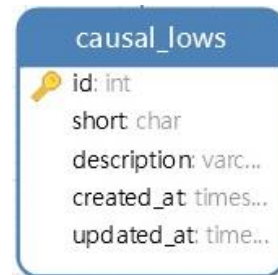 causal_lows
id: int
short: char
description: varc...
created_at: times...
updated_at: time...